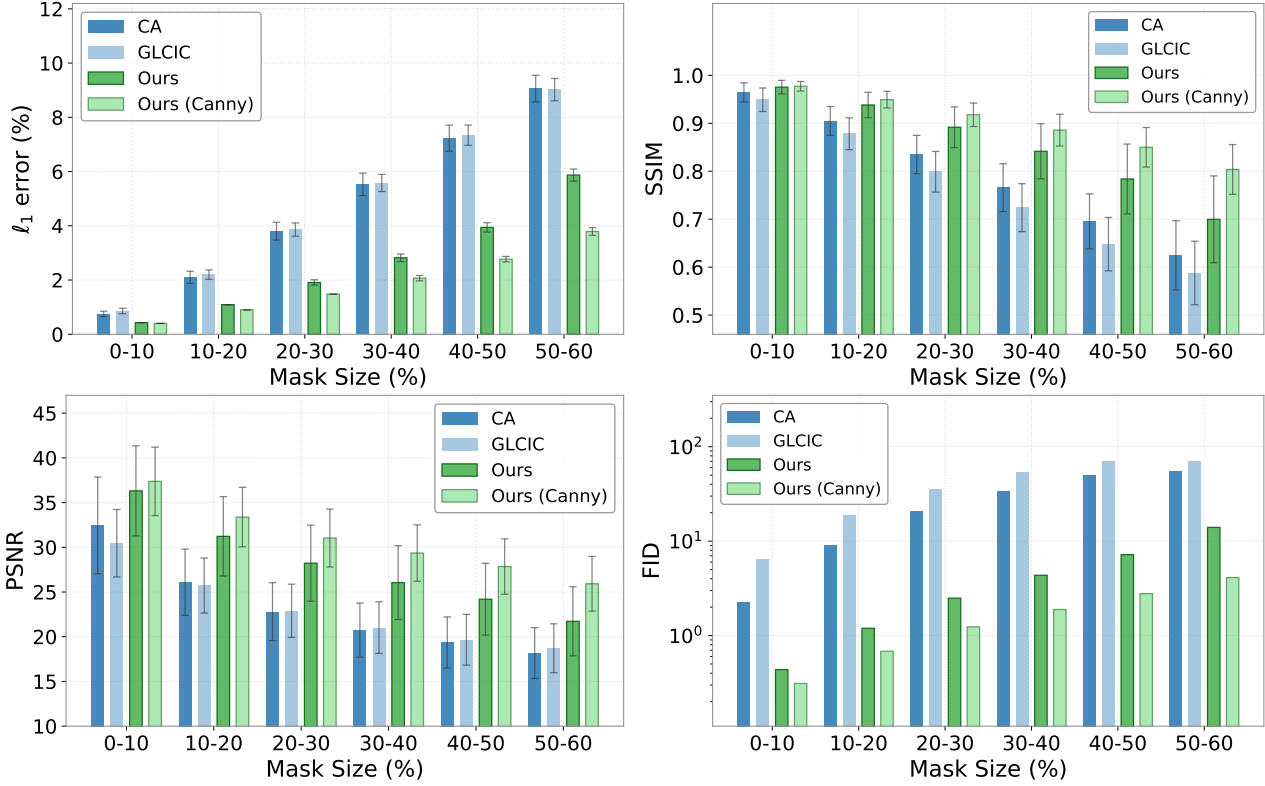 12
10
8
6
4
2
0
ℓ1 error (%)
CA
GLCIC
Ours
Ours (Canny)
0-10 10-20 20-30 30-40 40-50 50-60
Mask Size (%)
1.0
0.9
0.8
0.7
0.6
0.5
SSIM
CA
GLCIC
Ours
Ours (Canny)
0-10 10-20 20-30 30-40 40-50 50-60
Mask Size (%)
45
40
35
30
25
20
15
10
PSNR
CA
GLCIC
Ours
Ours (Canny)
0-10 10-20 20-30 30-40 40-50 50-60
Mask Size (%)
10²
10¹
10⁰
FID
CA
GLCIC
Ours
Ours (Canny)
0-10 10-20 20-30 30-40 40-50 50-60
Mask Size (%)